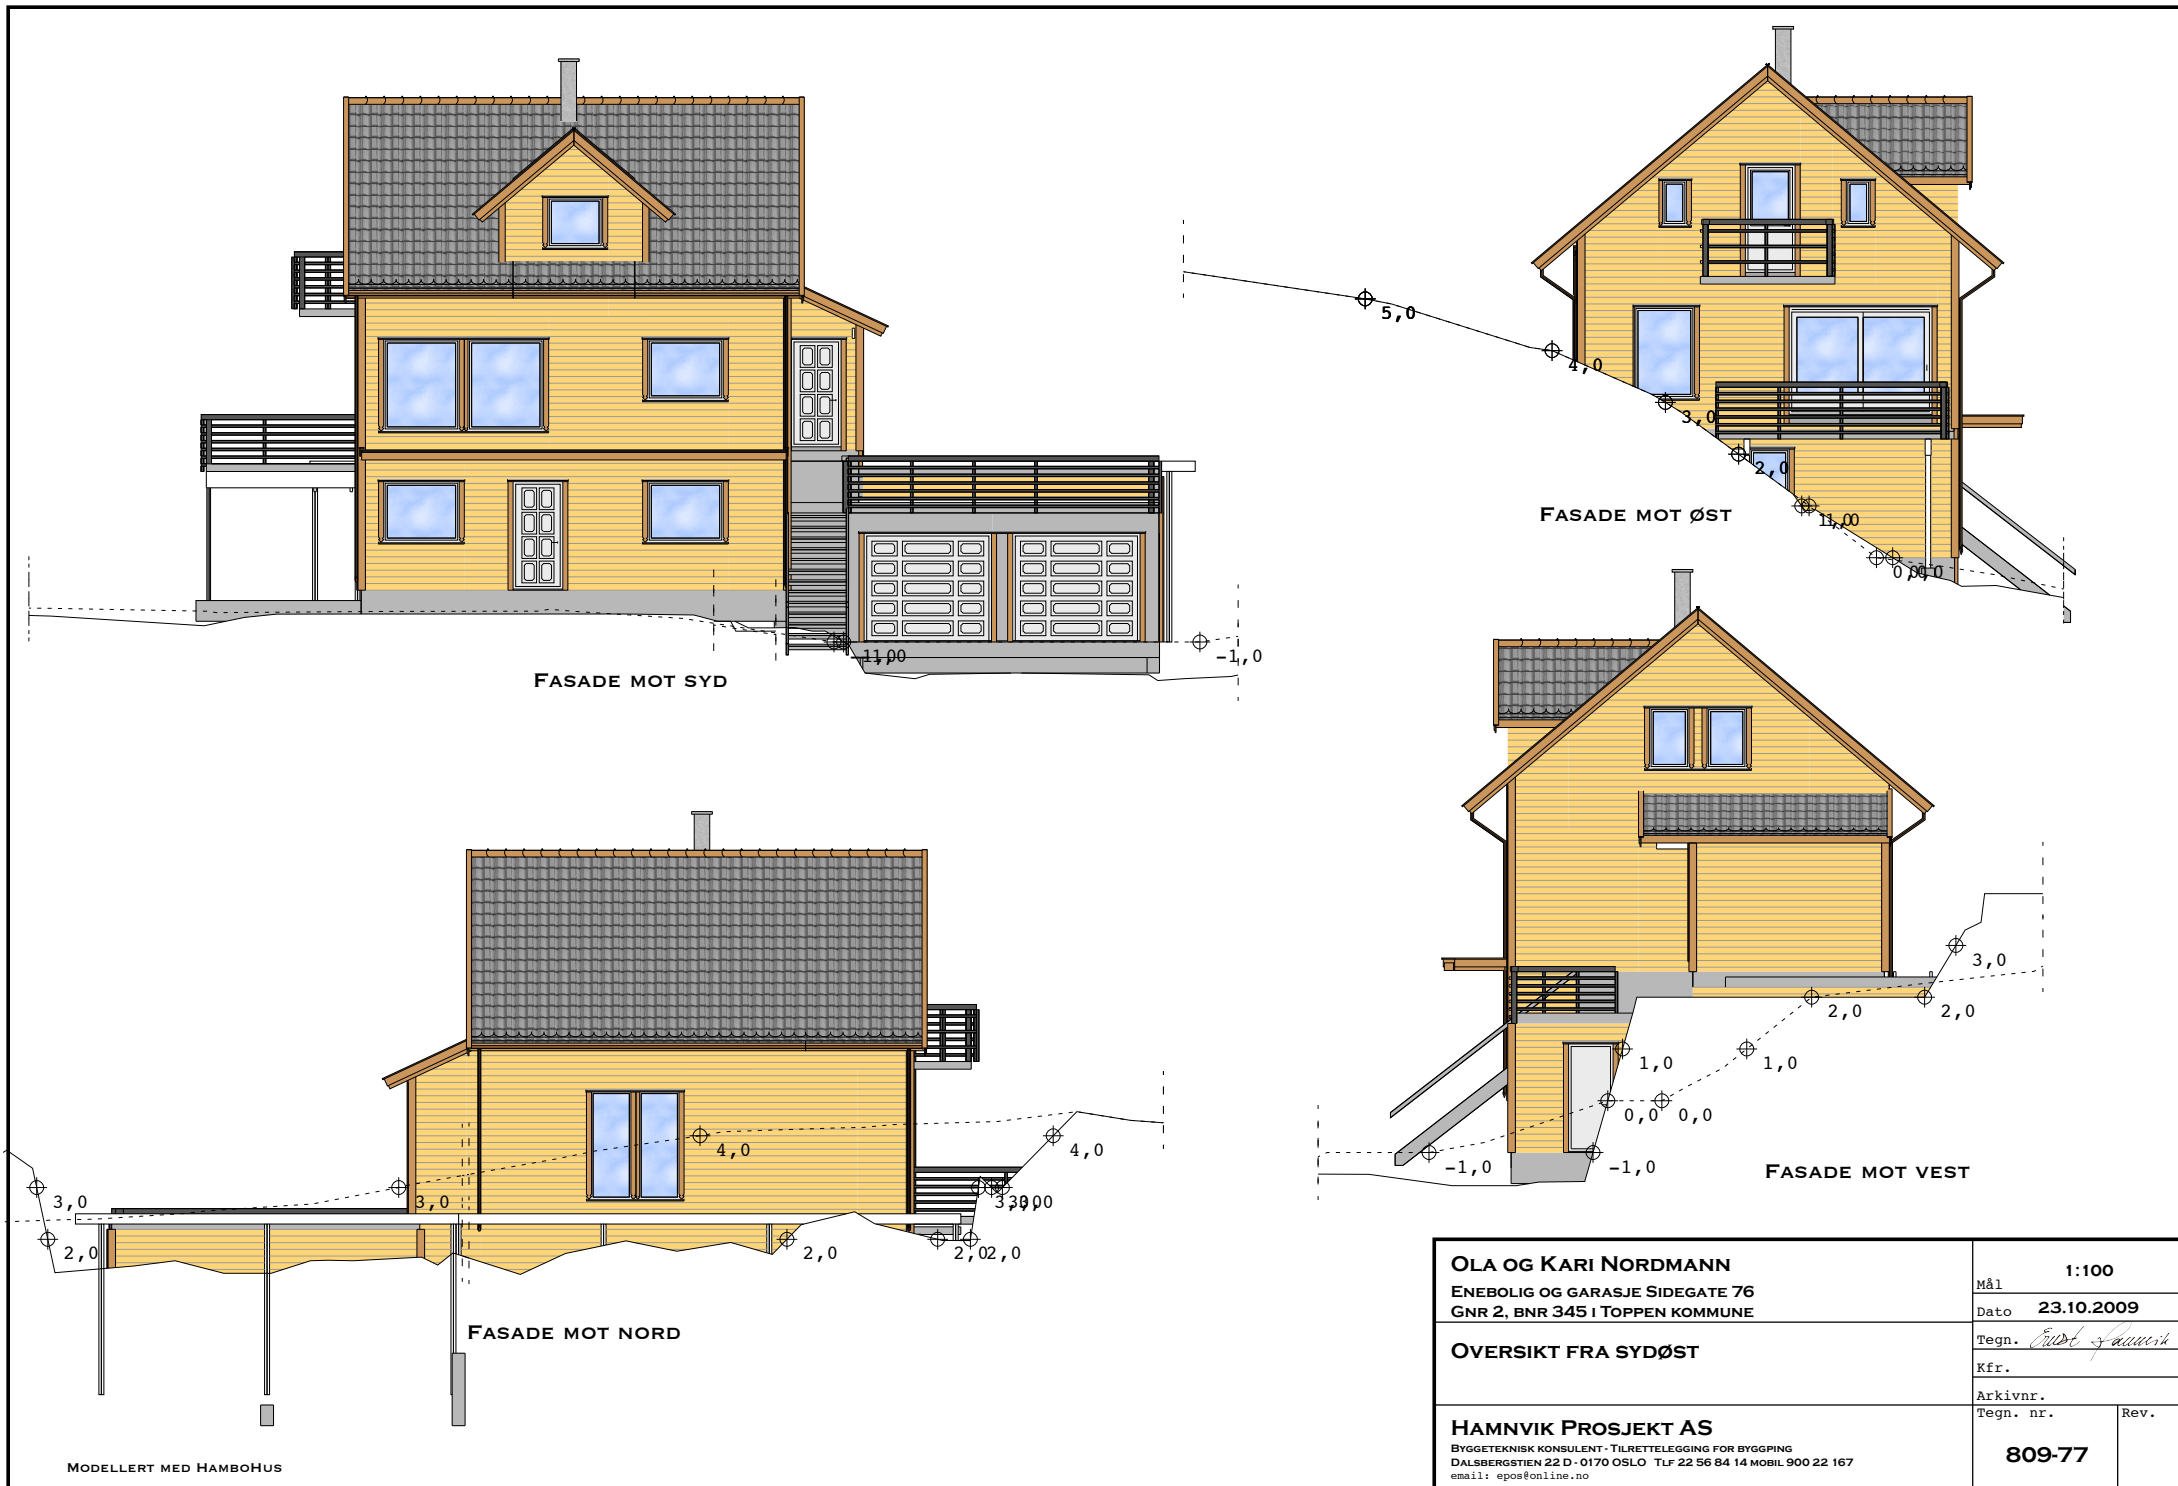 5,0
4,0
3,0
2,0
FASADE MOT ØST
-1,0
FASADE MOT SYD
3,0
2,0
2,0
1,0
1,0
0,0
0,0
-1,0
-1,0
FASADE MOT VEST
4,0
4,0
3,0
3,0
2,0
2,0
2,0
2,0
FASADE MOT NORD
MODELLERT MED HAMBOHUS
OLA OG KARI NORDMANN
ENEBOLIG OG GARASJE SIDEGATE 76
GNR 2, BNR 345 I TOPPEN KOMMUNE
OVERSIKT FRA SYDØST
HAMNVIK PROSJEKT AS
BYGGETEKNISK KONSULENT - TILRETTELEGGING FOR BYGGPING
DALSBERGSTIEN 22 D - 0170 OSLO TLF 22 56 84 14 MOBIL 900 22 167
email: epos@online.no
Mål 1:100
Dato 23.10.2009
Tegn.
Kfr.
Arkivnr.
Tegn. nr. Rev.
809-77